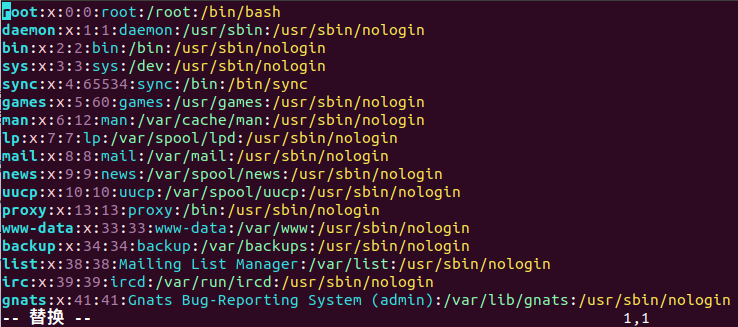 root:x:0:0:root:/root:/bin/bash
daemon:x:1:1:daemon:/usr/sbin:/usr/sbin/nologin
bin:x:2:2:bin:/bin:/usr/sbin/nologin
sys:x:3:3:sys:/dev:/usr/sbin/nologin
sync:x:4:65534:sync:/bin:/bin/sync
games:x:5:60:games:/usr/games:/usr/sbin/nologin
man:x:6:12:man:/var/cache/man:/usr/sbin/nologin
lp:x:7:7:lp:/var/spool/lpd:/usr/sbin/nologin
mail:x:8:8:mail:/var/mail:/usr/sbin/nologin
news:x:9:9:news:/var/spool/news:/usr/sbin/nologin
uucp:x:10:10:uucp:/var/spool/uucp:/usr/sbin/nologin
proxy:x:13:13:proxy:/bin:/usr/sbin/nologin
www-data:x:33:33:www-data:/var/www:/usr/sbin/nologin
backup:x:34:34:backup:/var/backups:/usr/sbin/nologin
list:x:38:38:Mailing List Manager:/var/list:/usr/sbin/nologin
irc:x:39:39:ircd:/var/run/ircd:/usr/sbin/nologin
gnats:x:41:41:Gnats Bug-Reporting System (admin):/var/lib/gnats:/usr/sbin/nologin
-- 替换 -- 1,1